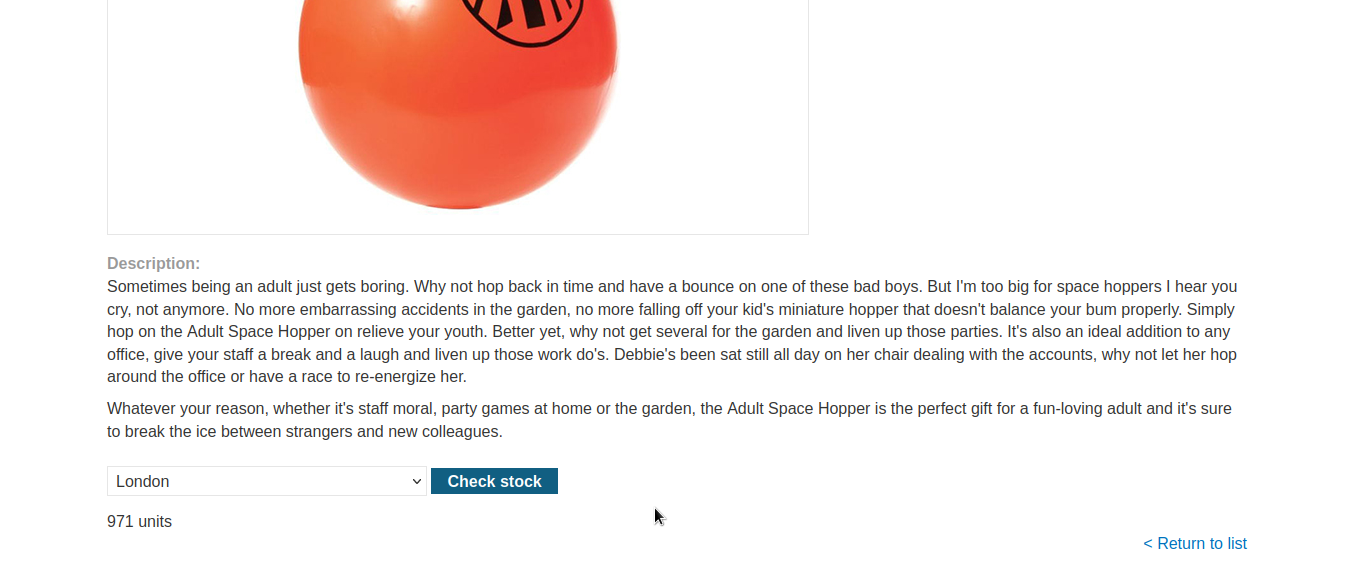 Description:
Sometimes being an adult just gets boring. Why not hop back in time and have a bounce on one of these bad boys. But I'm too big for space hoppers I hear you
cry, not anymore. No more embarrassing accidents in the garden, no more falling off your kid's miniature hopper that doesn't balance your bum properly. Simply
hop on the Adult Space Hopper on relieve your youth. Better yet, why not get several for the garden and liven up those parties. It's also an ideal addition to any
office, give your staff a break and a laugh and liven up those work do's. Debbie's been sat still all day on her chair dealing with the accounts, why not let her hop
around the office or have a race to re-energize her.
Whatever your reason, whether it's staff moral, party games at home or the garden, the Adult Space Hopper is the perfect gift for a fun-loving adult and it's sure
to break the ice between strangers and new colleagues.
London
Check stock
971 units
< Return to list